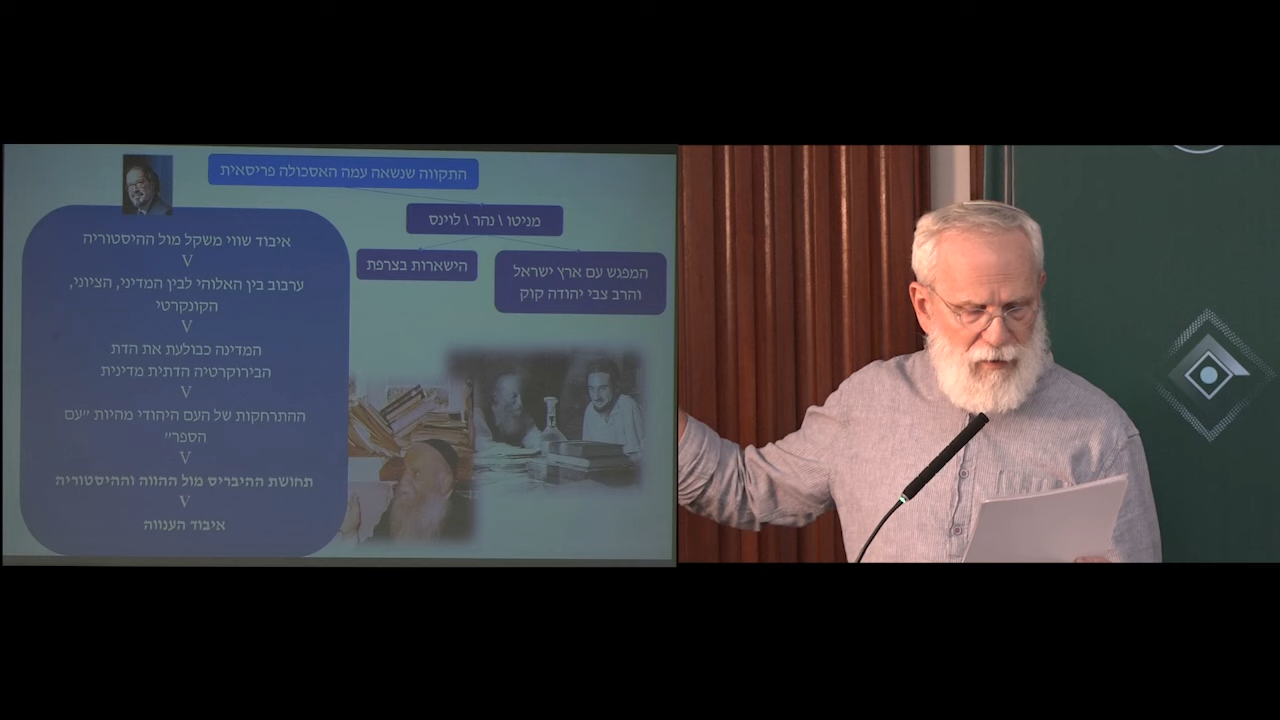 התקווה שנשאה עמה האסכולה פריסאית
מניטו \ נהר \ לוינס
המפגש עם ארץ ישראל
והרב צבי יהודה קוק
הישארות בצרפת
איבוד שווי משקל מול ההיסטוריה
V
ערבוב בין האלוהי לבין המדיני, הציוני,
הקונקרטי
V
המדינה כבולעת את הדת
הבירוקרטיה הדתית מדינית
V
ההתרחקות של העם היהודי מהיות "עם
הספר"
V
תחושת ההיבריס מול ההווה וההיסטוריה
V
איבוד הענווה